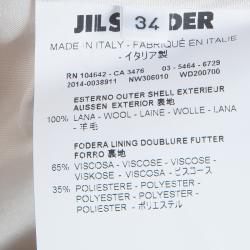 JILS 34 DER
MADE IN ITALY - FABRIQUÉ EN ITALIE
- イタリア製
RN 104642 - CA 3476 03 - 5464 - 6729
2014-0038911 NW306010 WD200700
ESTERNO OUTER SHELL EXTERIEUR
AUSSEN EXTERIOR 裏地
100% LANA - WOOL - LAINE - WOLLE - LANA
- 羊毛
FODERA LINING DOUBLURE FUTTER
FORRO 裏地
65% VISCOSA - VISCOSE - VISCOSE -
VISKOSE - VISCOSA - ビスコース
35% POLIESTERE - POLYESTER -
POLYESTER - POLYESTER -
POLIESTER - ポリエステル